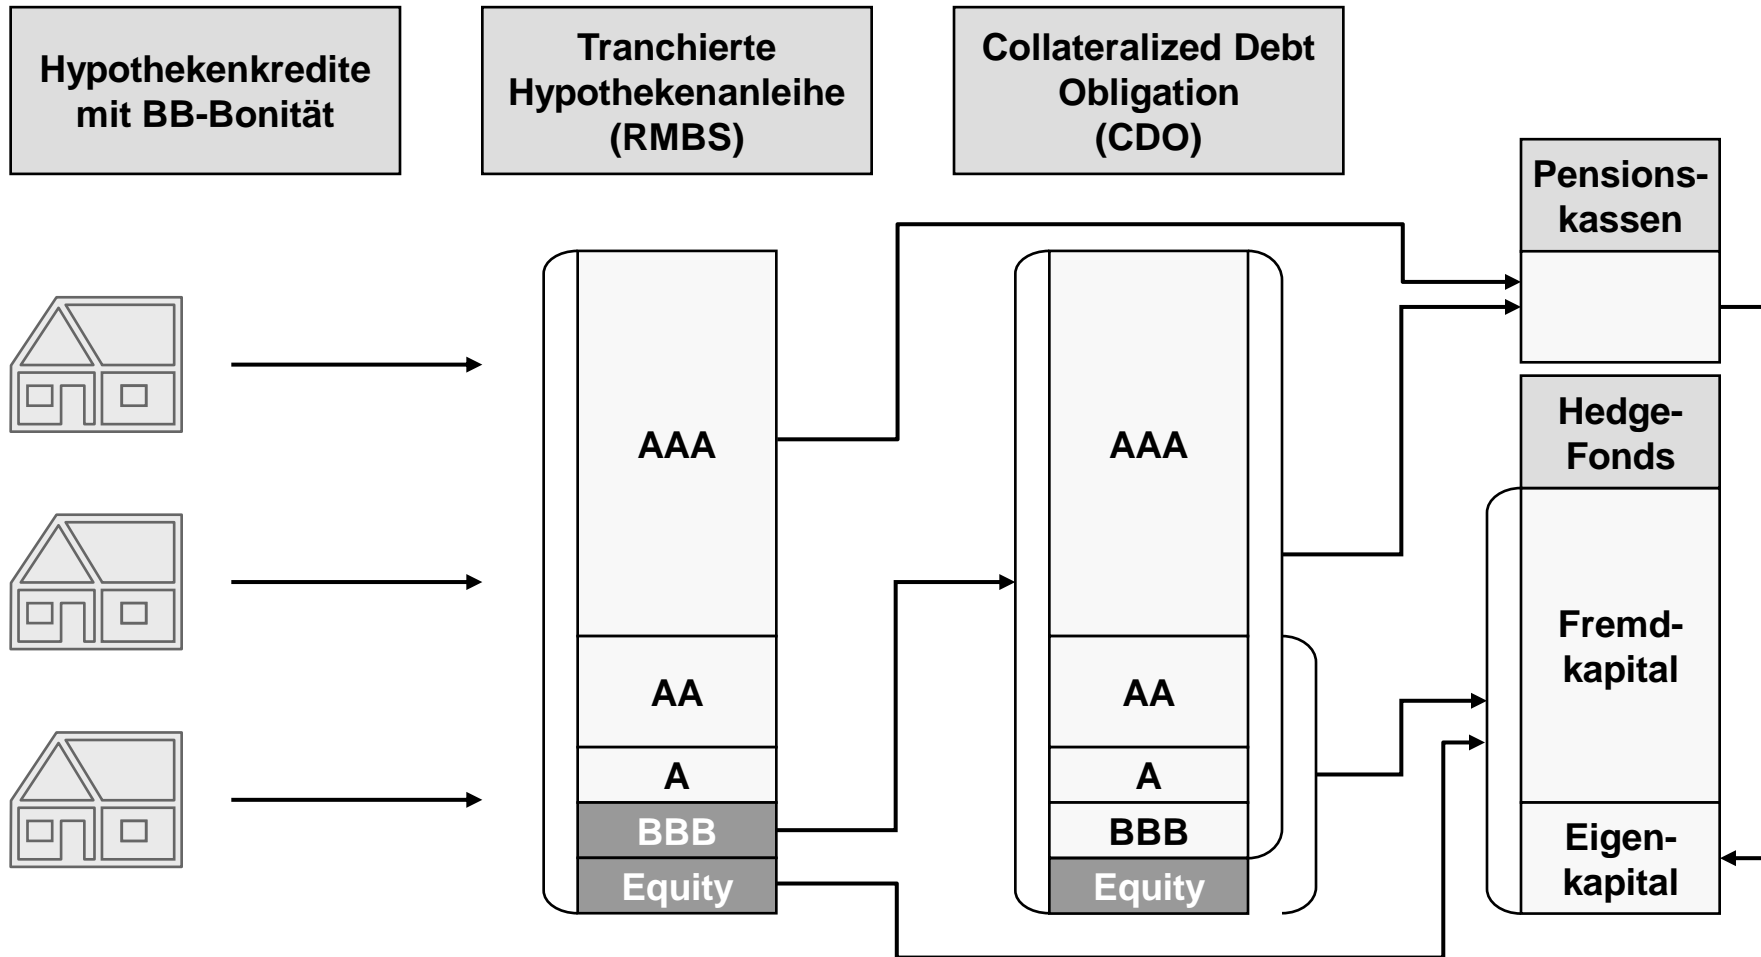 Hypothekenkredite
mit BB-Bonität
Tranchierte
Hypothekenanleihe
(RMBS)
Collateralized Debt
Obligation
(CDO)
Pensions-
kassen
AAA
AA
A
BBB
Equity
AAA
AA
A
BBB
Equity
Hedge-
Fonds
Fremd-
kapital
Eigen-
kapital